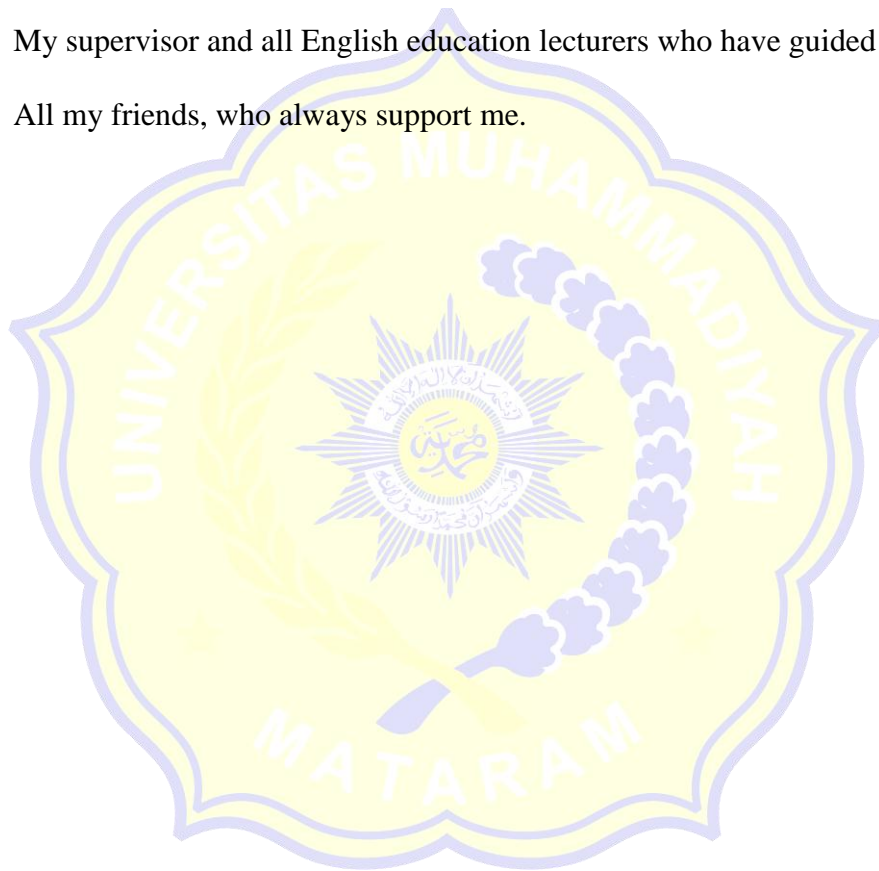 My supervisor and all English education lecturers who have guided
All my friends, who always support me.
UNIVERSITAS MUHAMMADIYAH
MATARAM